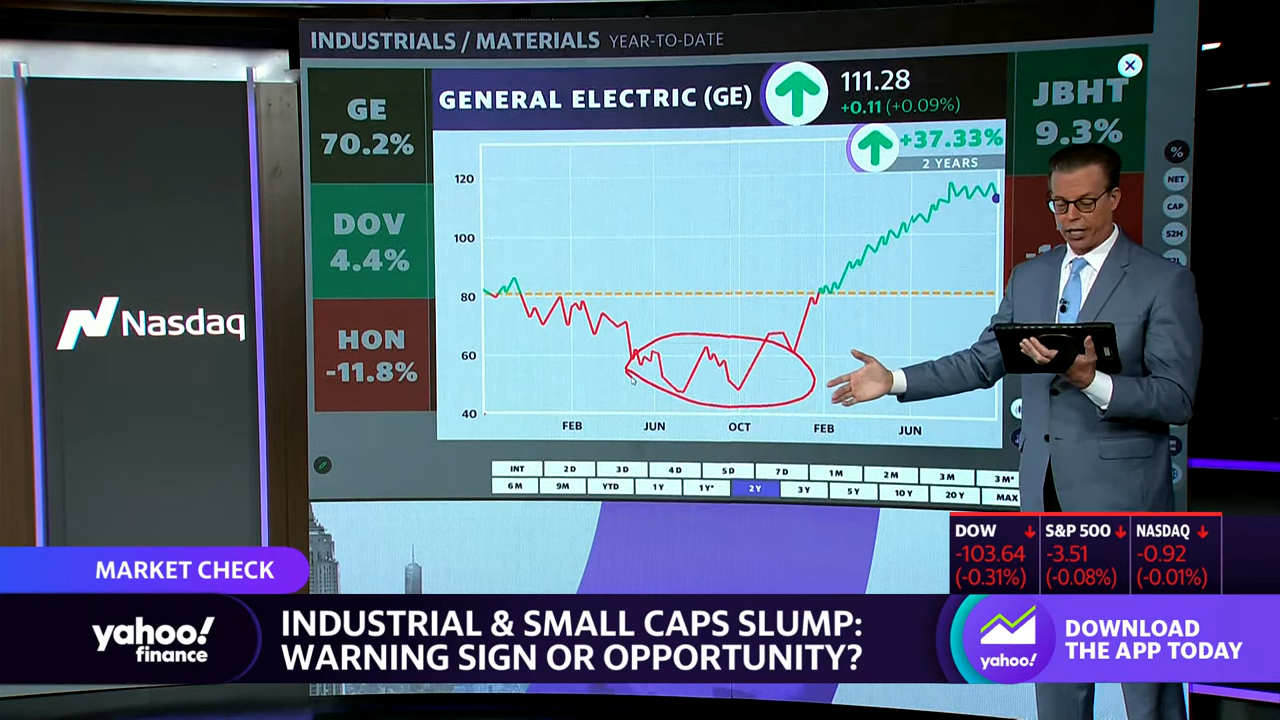 INDUSTRIALS / MATERIALS YEAR-TO-DATE
GE
70.2%
DOV
4.4%
HON
-11.8%
GENERAL ELECTRIC (GE)
111.28
+0.11 (+0.09%)
+37.33%
2 YEARS
120
100
80
60
40
FEB
JUN
OCT
FEB
JUN
JBHT
9.3%
%
NET
CAP
52H
INT 2D 3D 4D 5D 7D 1M 2M 3M 3M*
6M 9M YTD 1Y 1Y* 2Y 3Y 5Y 10Y 20Y MAX
Nasdaq
DOW
-103.64
(-0.31%)
S&P 500
-3.51
(-0.08%)
NASDAQ
-0.92
(-0.01%)
MARKET CHECK
yahoo!
finance
INDUSTRIAL & SMALL CAPS SLUMP:
WARNING SIGN OR OPPORTUNITY?
yahoo!
DOWNLOAD
THE APP TODAY